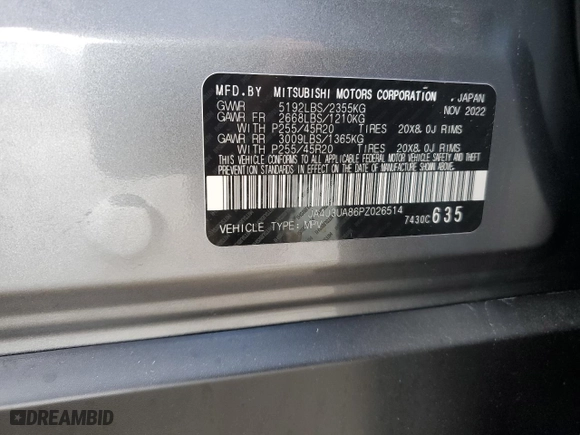 MFD.BY MITSUBISHI MOTORS CORPORATION , JAPAN
GVWR 5192LBS/2355KG NOV 2022
GAWR FR 2668LBS/1210KG
WITH P255/45R20 TIRES 20X8.0J RIMS
GAWR RR 3009LBS/1365KG
WITH P255/45R20 TIRES 20X8.0J RIMS
THIS VEHICLE CONFORMS TO ALL APPLICABLE FEDERAL MOTOR VEHICLE SAFETY AND THEFT
PREVENTION STANDARDS IN EFFECT ON THE DATE OF MANUFACTURE SHOWN ABOVE.
JA4J3UA86PZ026514
7430C 635
VEHICLE TYPE: MPV
DREAMBID